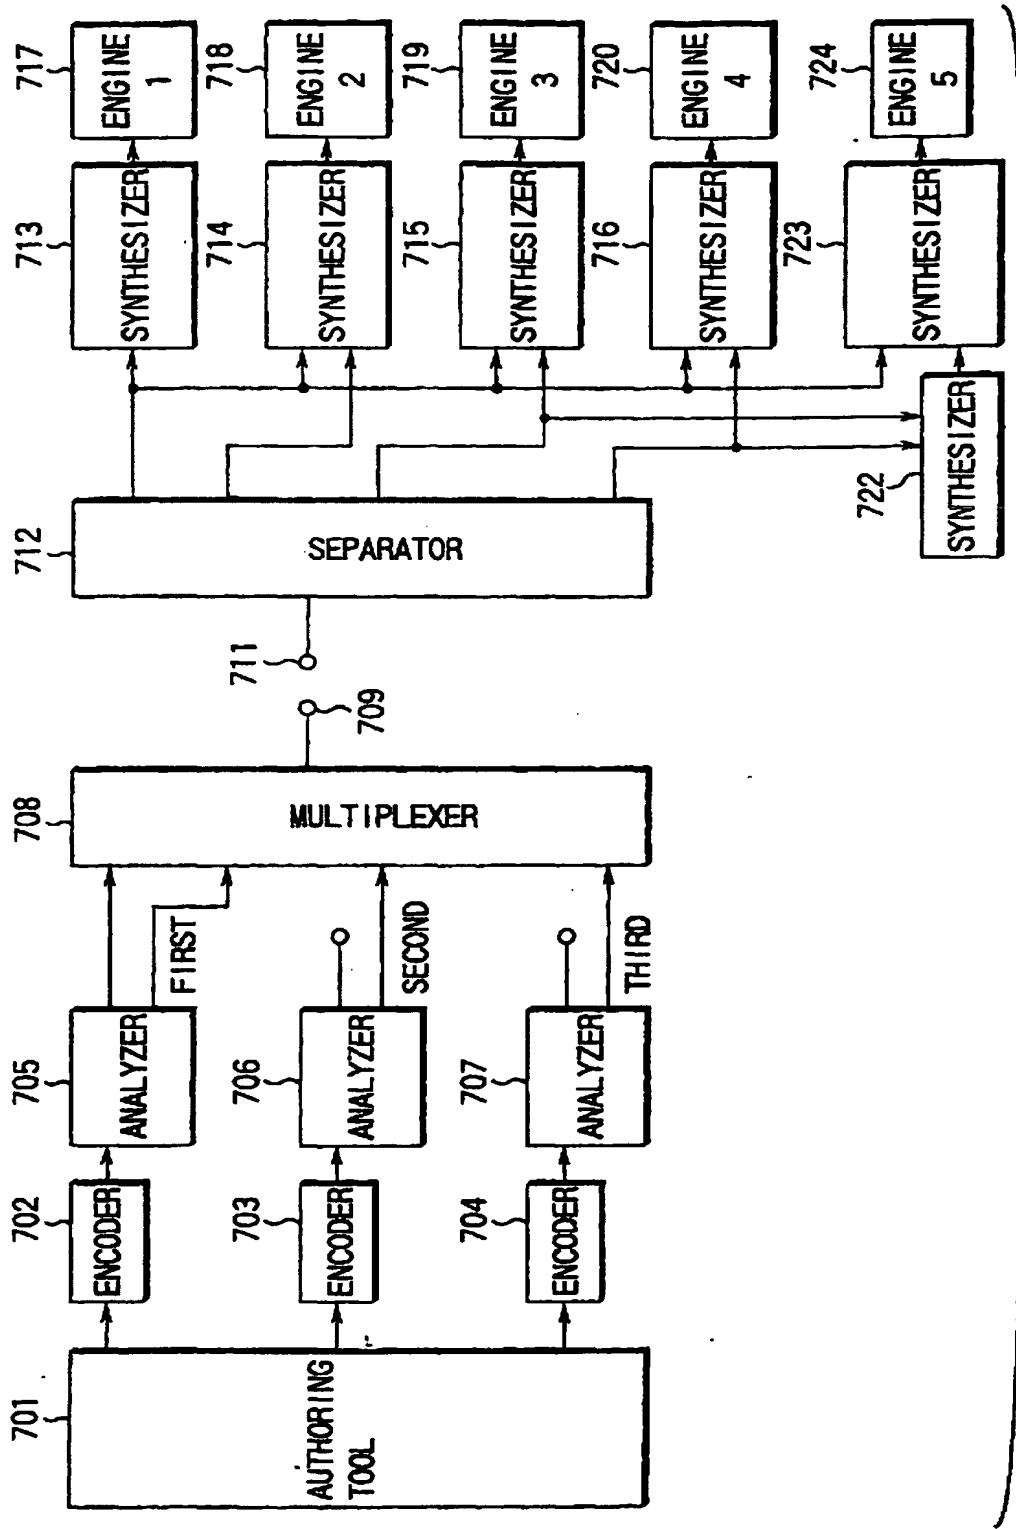 701
AUTHORING
TOOL
702
ENCODER
703
ENCODER
704
ENCODER
705
ANALYZER
FIRST
706
ANALYZER
SECOND
707
ANALYZER
THIRD
708
MULTIPLEXER
709
711
712
SEPARATOR
713
SYNTHESIZER
714
SYNTHESIZER
715
SYNTHESIZER
716
SYNTHESIZER
722
SYNTHESIZER
723
SYNTHESIZER
717
ENGINE
1
718
ENGINE
2
719
ENGINE
3
720
ENGINE
4
724
ENGINE
5